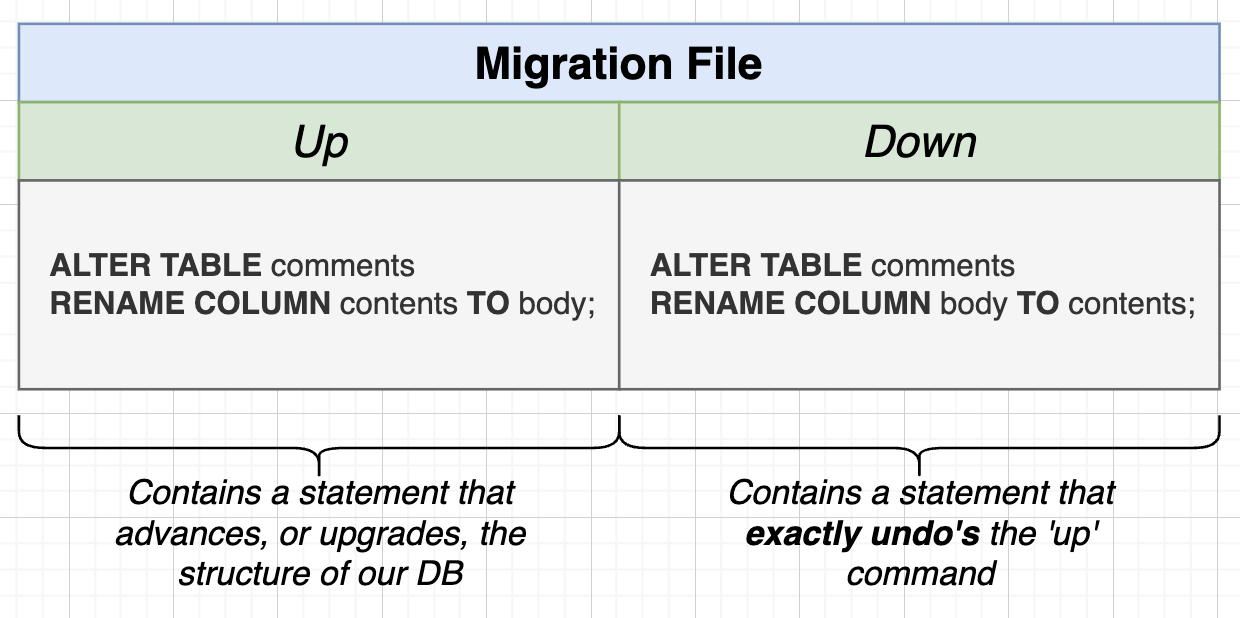 Migration File
Up
Down
ALTER TABLE comments
RENAME COLUMN contents TO body;
ALTER TABLE comments
RENAME COLUMN body TO contents;
Contains a statement that
advances, or upgrades, the
structure of our DB
Contains a statement that
exactly undo's the 'up'
command